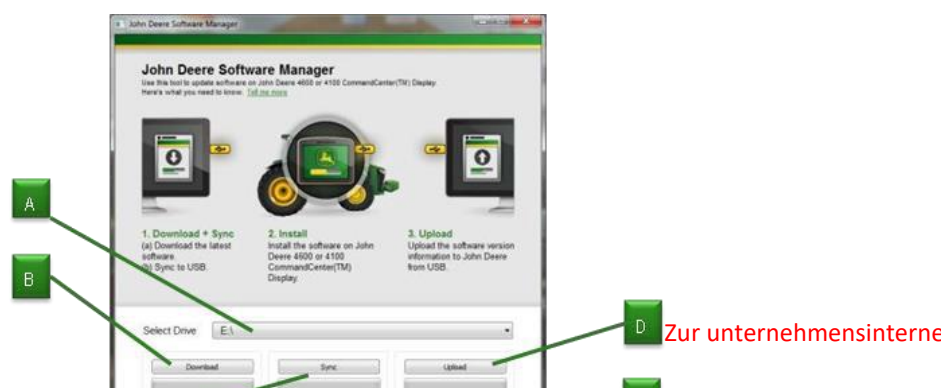 John Deere Software Manager
John Deere Software Manager
Use this tool to update software on John Deere 4600 or 4100 CommandCenter(TM) Display.
Here's what you need to know. Tell me more
1. Download + Sync
(a) Download the latest
software.
(b) Sync to USB.
2. Install
Install the software on John
Deere 4600 or 4100
CommandCenter(TM)
Display.
3. Upload
Upload the software version
information to John Deere
from USB.
A
B
Select Drive E:\
D Zur unternehmensinterne
Download Sync Upload